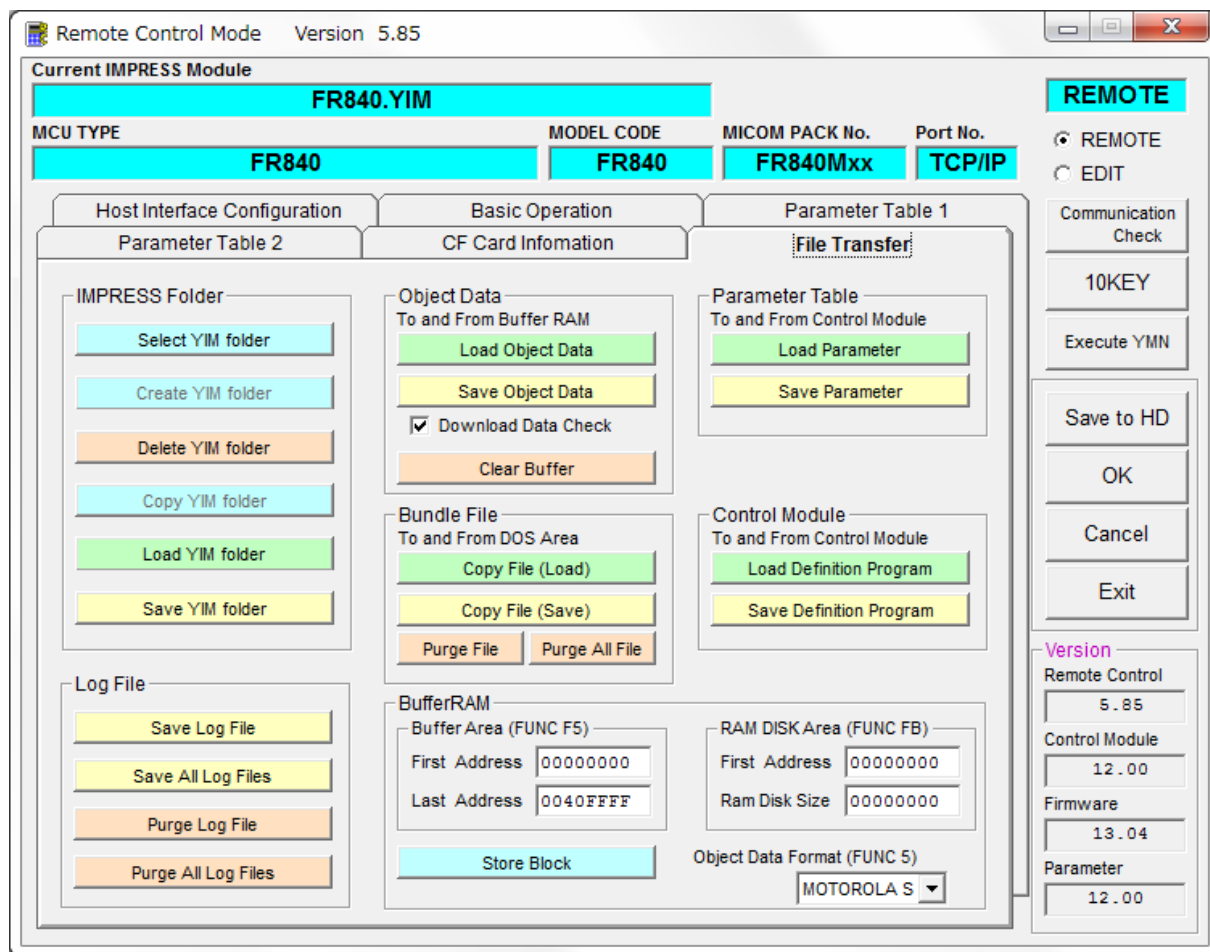 Remote Control Mode Version 5.85
Current IMPRESS Module
FR840.YIM
MCU TYPE MODEL CODE MICOM PACK No. Port No.
FR840 FR840 FR840Mxx TCP/IP
REMOTE
REMOTE
EDIT
Communication
Check
10KEY
Execute YMN
Save to HD
OK
Cancel
Exit
Version
Remote Control
5.85
Control Module
12.00
Firmware
13.04
Parameter
12.00
Host Interface Configuration Basic Operation Parameter Table 1
Parameter Table 2 CF Card Infomation File Transfer
IMPRESS Folder
Select YIM folder
Create YIM folder
Delete YIM folder
Copy YIM folder
Load YIM folder
Save YIM folder
Log File
Save Log File
Save All Log Files
Purge Log File
Purge All Log Files
Object Data
To and From Buffer RAM
Load Object Data
Save Object Data
Download Data Check
Clear Buffer
Bundle File
To and From DOS Area
Copy File (Load)
Copy File (Save)
Purge File Purge All File
Parameter Table
To and From Control Module
Load Parameter
Save Parameter
Control Module
To and From Control Module
Load Definition Program
Save Definition Program
BufferRAM
Buffer Area (FUNC F5)
First Address 00000000
Last Address 0040FFFF
Store Block
RAM DISK Area (FUNC FB)
First Address 00000000
Ram Disk Size 00000000
Object Data Format (FUNC 5)
MOTOROLA S